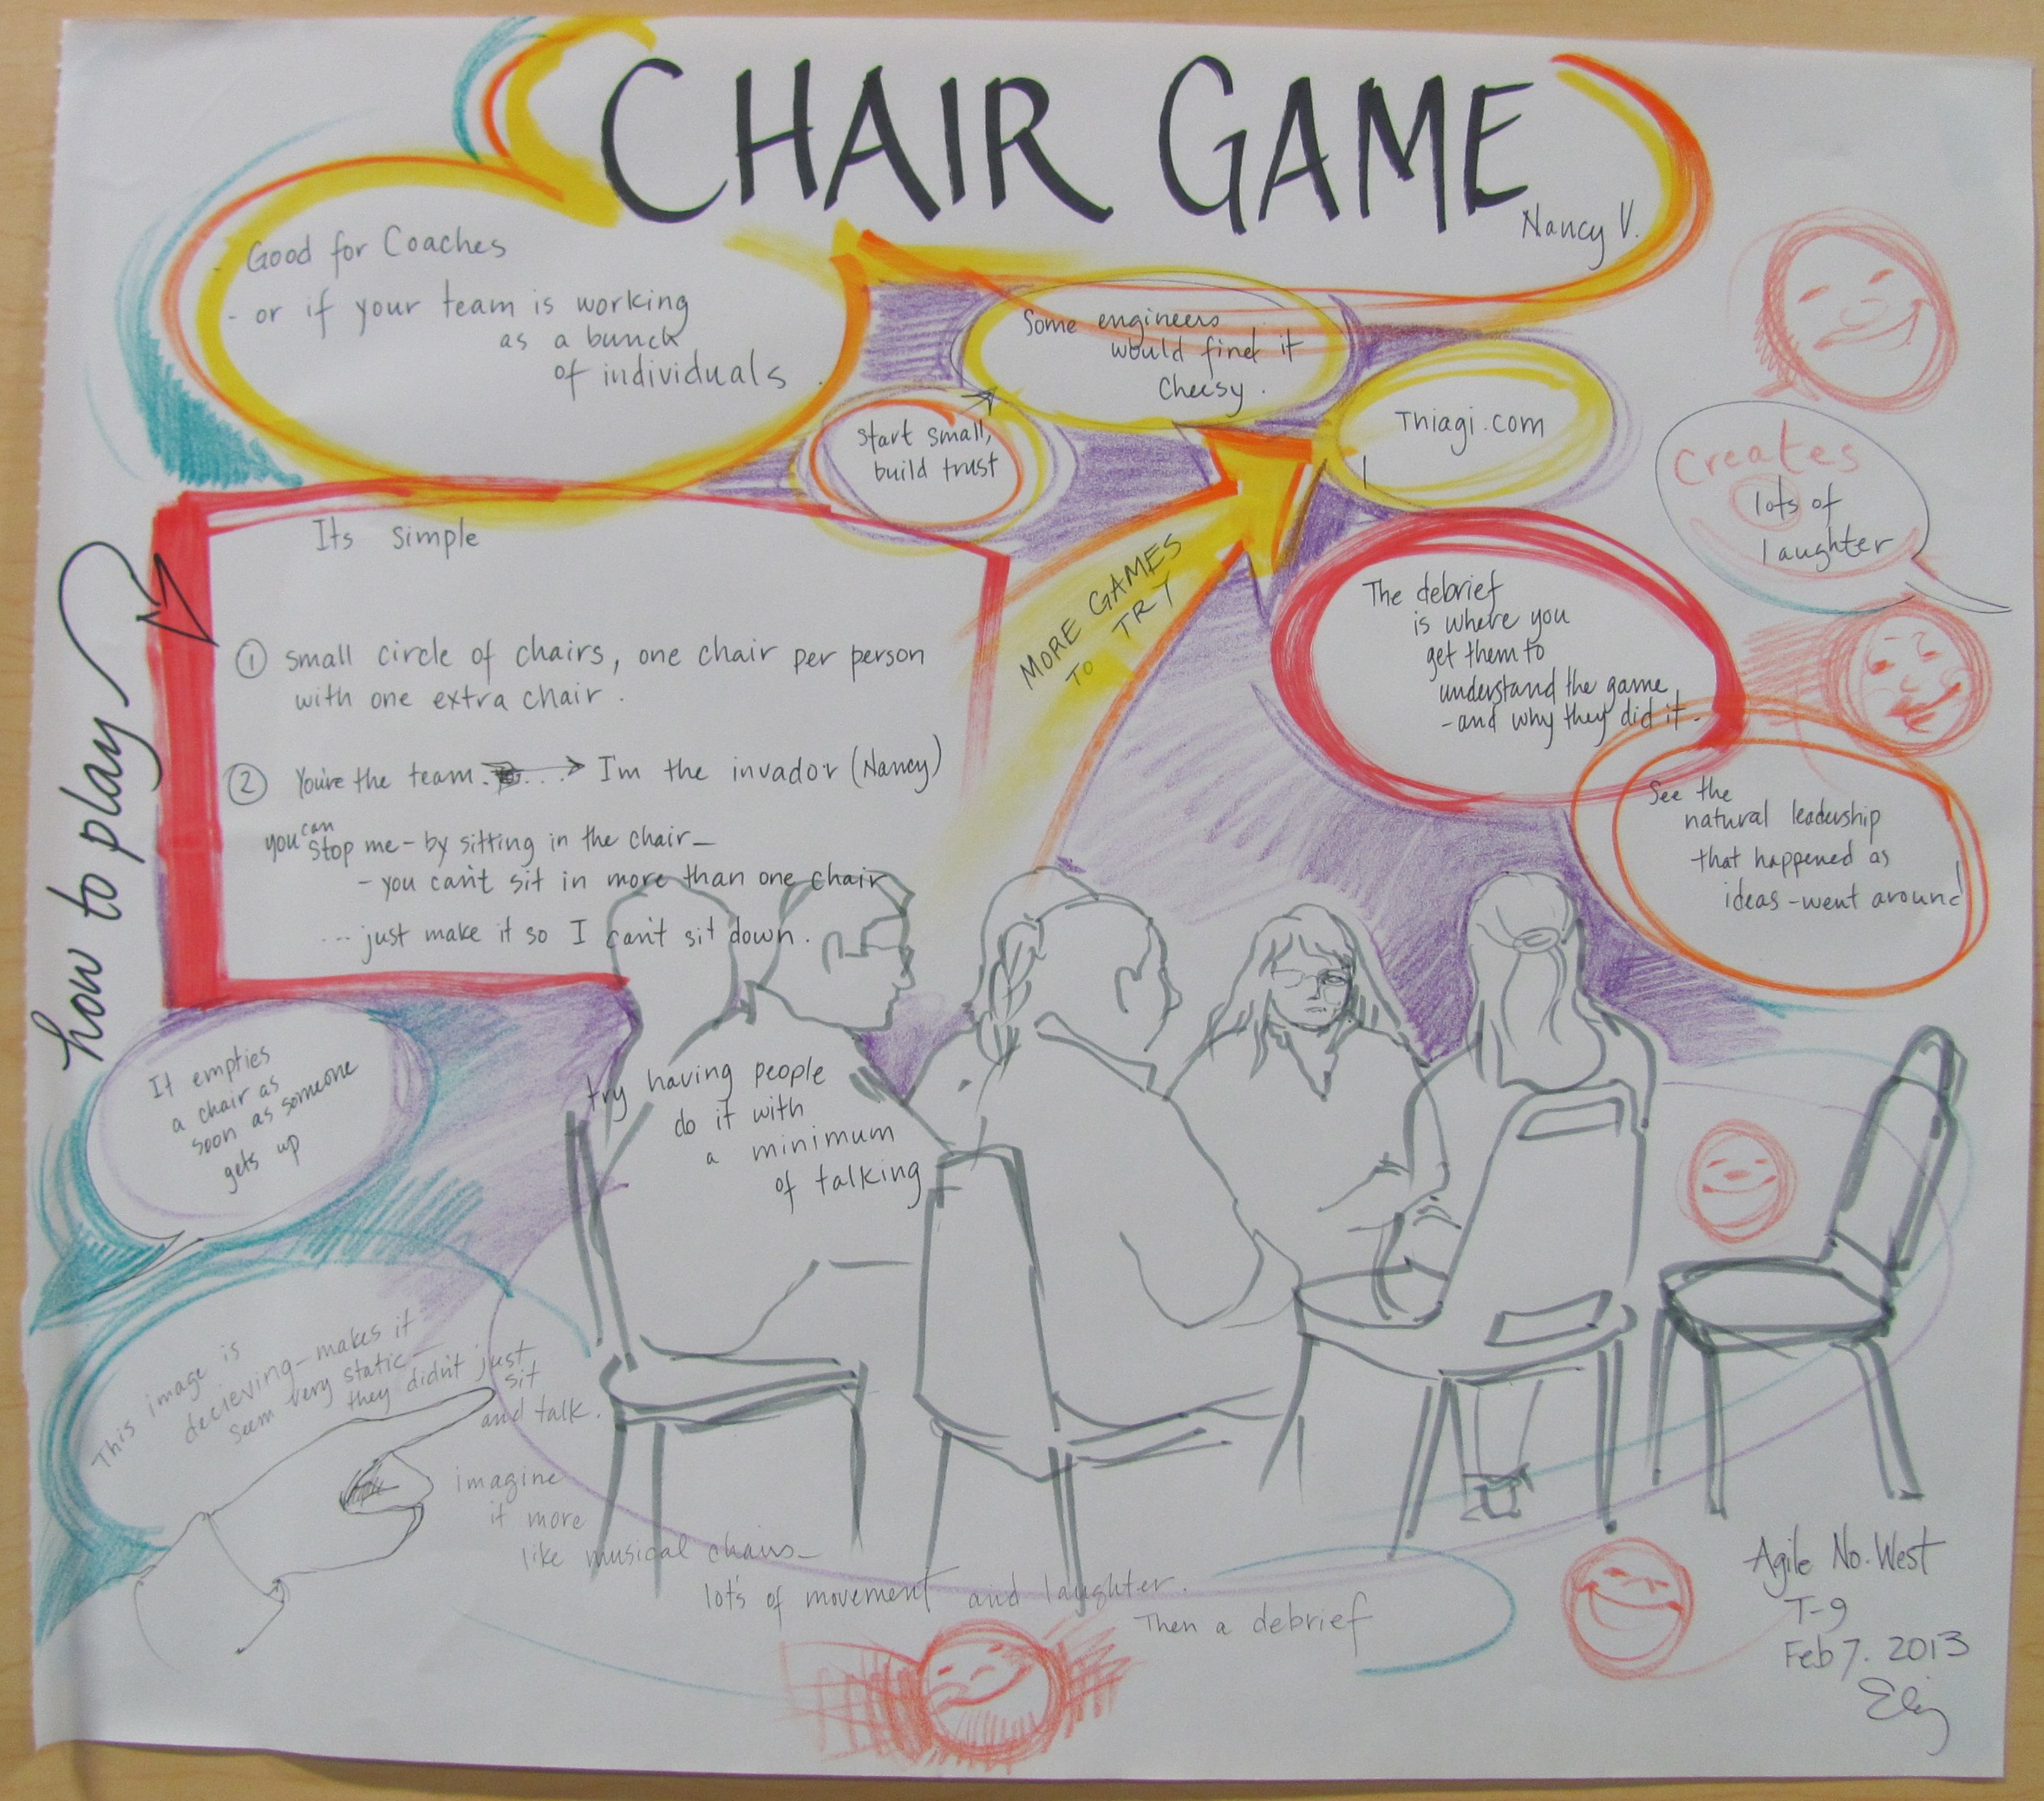 CHAIR GAME
Nancy V.
Good for Coaches
- or if your team is working
as a bunch
of individuals.
Some engineers
would find it
Cheesy.
start small,
build trust
Thiagi.com
Creates
lots of
laughter
MORE GAMES
TO TRY
how to play
Its simple
① small circle of chairs, one chair per person
with one extra chair.
② You're the team.....→ I'm the invador (Nancy)
you can stop me - by sitting in the chair -
- you can't sit in more than one chair
... just make it so I can't sit down.
The debrief
is where you
get them to
understand the game
- and why they did it -
See the
natural leadership
that happened as
ideas - went around
It empties
a chair as
soon as someone
gets up
try having people
do it with
a minimum
of talking
This image is
decieving - makes it
seem very static -
they didn't just
sit
and talk.
imagine
it more
like musical chairs -
lot's of movement and laughter.
Then a debrief
Agile No. West
T-9
Feb 7. 2013